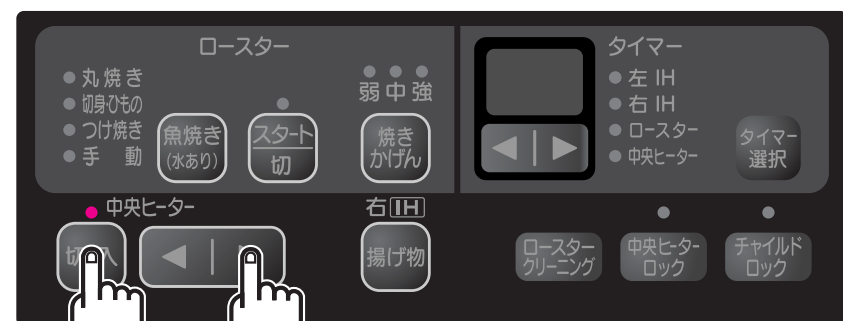 ロースター
丸焼き
切身・ひもの
つけ焼き
手 動
魚焼き
(水あり)
スタート
切
弱 中 強
焼き
かげん
タイマー
左 IH
右 IH
ロースター
中央ヒーター
タイマー
選択
中央ヒーター
切
入
右 IH
揚げ物
ロースター
クリーニング
中央ヒーター
ロック
チャイルド
ロック